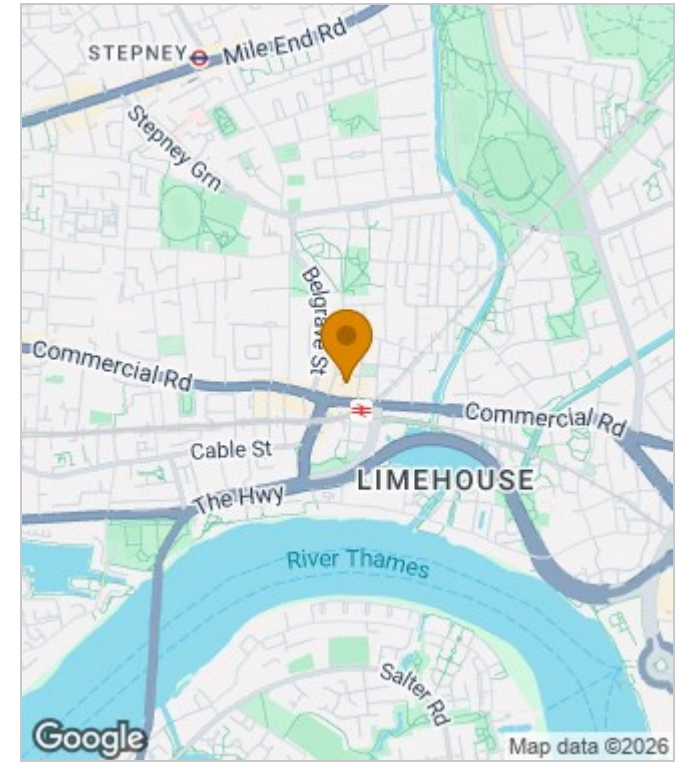 STEPNEY
Mile End Rd
Stepney Grn
Belgrave St
Commercial Rd
Commercial Rd
Cable St
LIMEHOUSE
The Hwy
River Thames
Salter Rd
Google
Map data ©2026